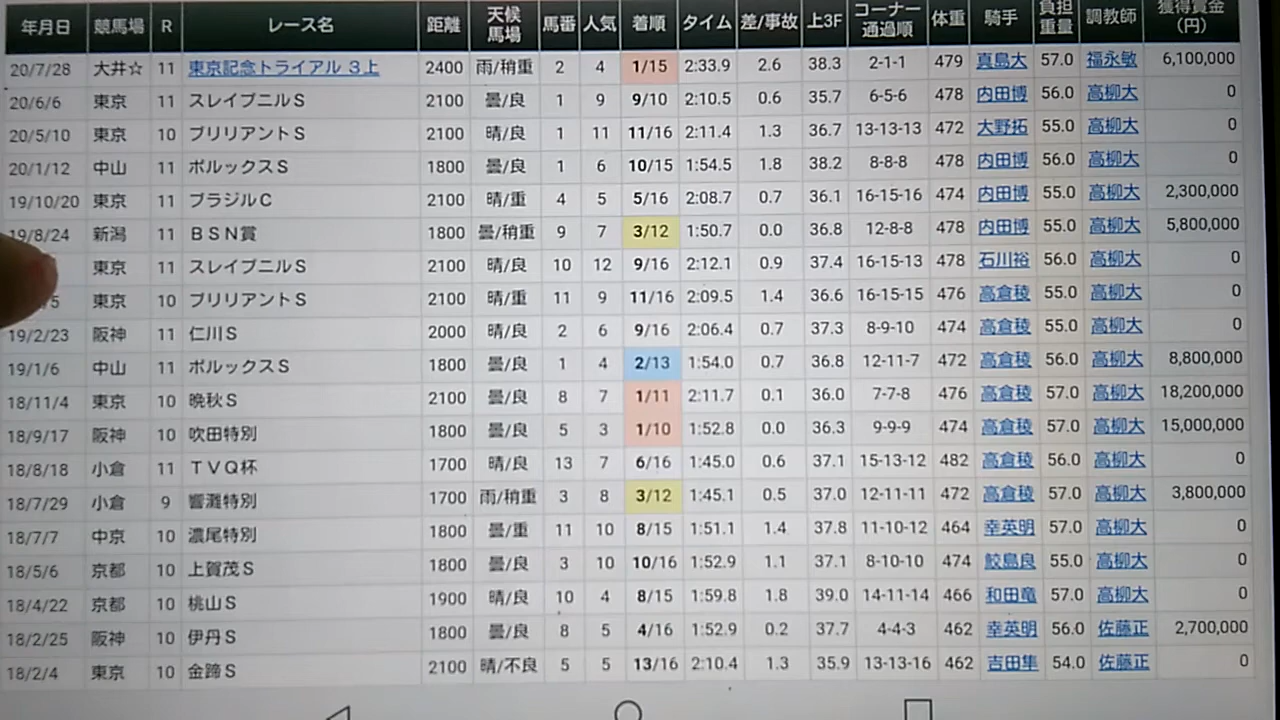 年月日 競馬場 R レース名 距離 天候馬場 馬番 人気 着順 タイム 差/事故 上3F コーナー通過順 体重 騎手 負担重量 調教師 獲得賞金(円)
20/7/28 大井☆ 11 東京記念トライアル 3上 2400 雨/稍重 2 4 1/15 2:33.9 2.6 38.3 2-1-1 479 真島大 57.0 福永敏 6,100,000
20/6/6 東京 11 スレイプニルS 2100 曇/良 1 9 9/10 2:10.5 0.6 35.7 6-5-6 478 内田博 56.0 高柳大 0
20/5/10 東京 10 ブリリアントS 2100 晴/良 1 11 11/16 2:11.4 1.3 36.7 13-13-13 472 大野拓 55.0 高柳大 0
20/1/12 中山 11 ポルックスS 1800 曇/良 1 6 10/15 1:54.5 1.8 38.2 8-8-8 478 内田博 56.0 高柳大 0
19/10/20 東京 11 ブラジルC 2100 晴/重 4 5 5/16 2:08.7 0.7 36.1 16-15-16 474 内田博 55.0 高柳大 2,300,000
19/8/24 新潟 11 BSN賞 1800 曇/稍重 9 7 3/12 1:50.7 0.0 36.8 12-8-8 478 内田博 55.0 高柳大 5,800,000
東京 11 スレイプニルS 2100 晴/良 10 12 9/16 2:12.1 0.9 37.4 16-15-13 478 石川裕 56.0 高柳大 0
5 東京 10 ブリリアントS 2100 晴/重 11 9 11/16 2:09.5 1.4 36.6 16-15-15 476 高倉稜 55.0 高柳大 0
19/2/23 阪神 11 仁川S 2000 晴/良 2 6 9/16 2:06.4 0.7 37.3 8-9-10 474 高倉稜 55.0 高柳大 0
19/1/6 中山 11 ポルックスS 1800 曇/良 1 4 2/13 1:54.0 0.7 36.8 12-11-7 472 高倉稜 56.0 高柳大 8,800,000
18/11/4 東京 10 晩秋S 2100 曇/良 8 7 1/11 2:11.7 0.1 36.0 7-7-8 476 高倉稜 57.0 高柳大 18,200,000
18/9/17 阪神 10 吹田特別 1800 曇/良 5 3 1/10 1:52.8 0.0 36.3 9-9-9 474 高倉稜 57.0 高柳大 15,000,000
18/8/18 小倉 11 TVQ杯 1700 晴/良 13 7 6/16 1:45.0 0.6 37.1 15-13-12 482 高倉稜 56.0 高柳大 0
18/7/29 小倉 9 響灘特別 1700 雨/稍重 3 8 3/12 1:45.1 0.5 37.0 12-11-11 472 高倉稜 57.0 高柳大 3,800,000
18/7/7 中京 10 濃尾特別 1800 曇/重 11 10 8/15 1:51.1 1.4 37.8 11-10-12 464 幸英明 57.0 高柳大 0
18/5/6 京都 10 上賀茂S 1800 曇/良 3 10 10/16 1:52.9 1.1 37.1 8-10-10 474 鮫島良 55.0 高柳大 0
18/4/22 京都 10 桃山S 1900 晴/良 10 4 8/15 1:59.8 1.8 39.0 14-11-14 466 和田竜 57.0 高柳大 0
18/2/25 阪神 10 伊丹S 1800 曇/良 8 5 4/16 1:52.9 0.2 37.7 4-4-3 462 幸英明 56.0 佐藤正 2,700,000
18/2/4 東京 10 金蹄S 2100 晴/不良 5 5 13/16 2:10.4 1.3 35.9 13-13-16 462 吉田隼 54.0 佐藤正 0